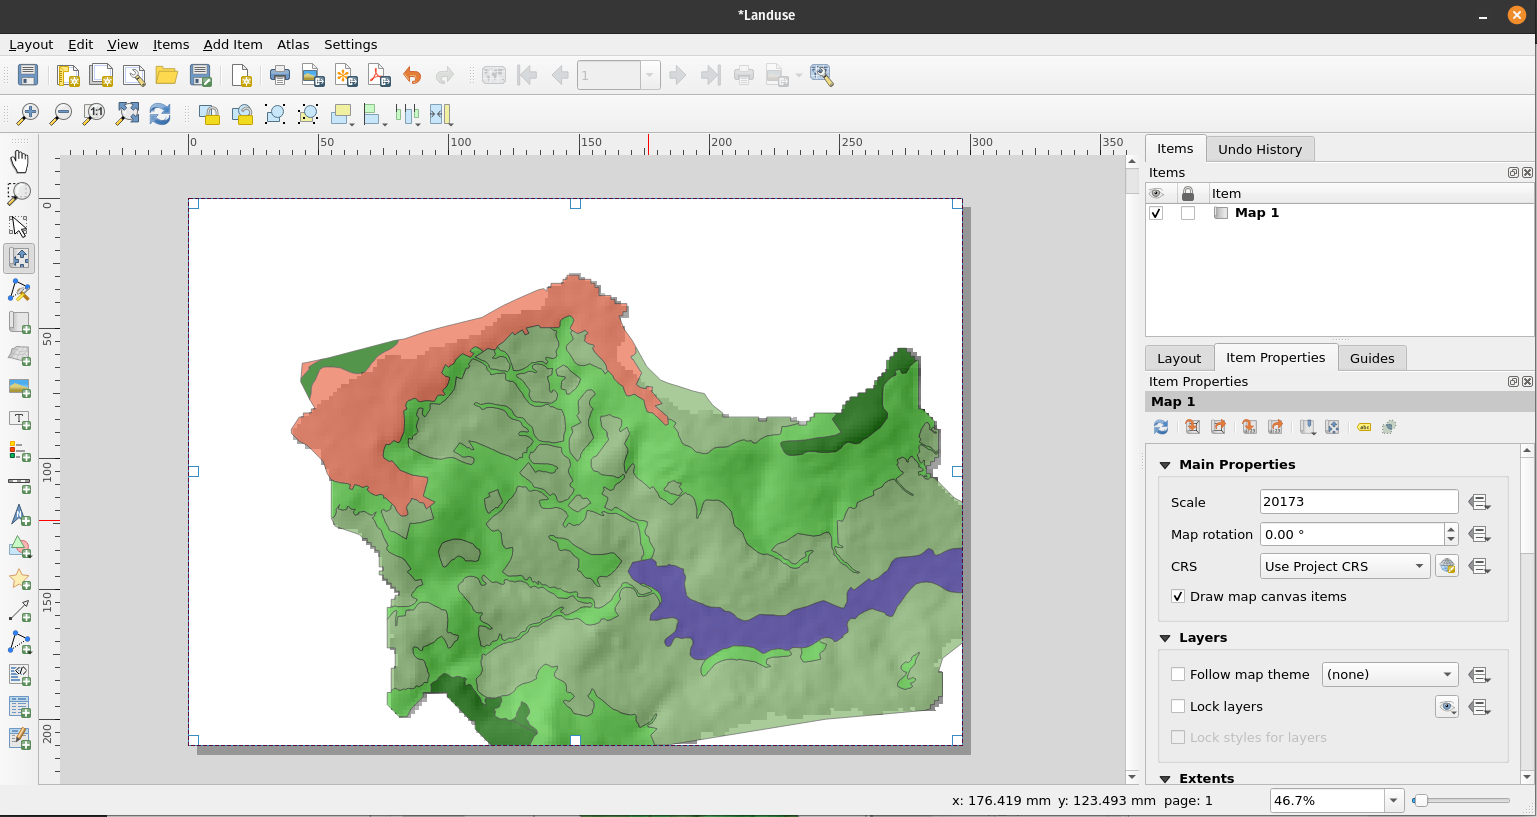 *Landuse
Layout Edit View Items Add Item Atlas Settings
1
1:1
0 50 100 150 200 250 300 350
0
50
100
150
200
T
Items Undo History
Items
Item
Map 1
Layout Item Properties Guides
Item Properties
Map 1
abc
Main Properties
Scale 20173
Map rotation 0.00 °
CRS Use Project CRS
Draw map canvas items
Layers
Follow map theme (none)
Lock layers
Lock styles for layers
Extents
x: 176.419 mm y: 123.493 mm page: 1 46.7%